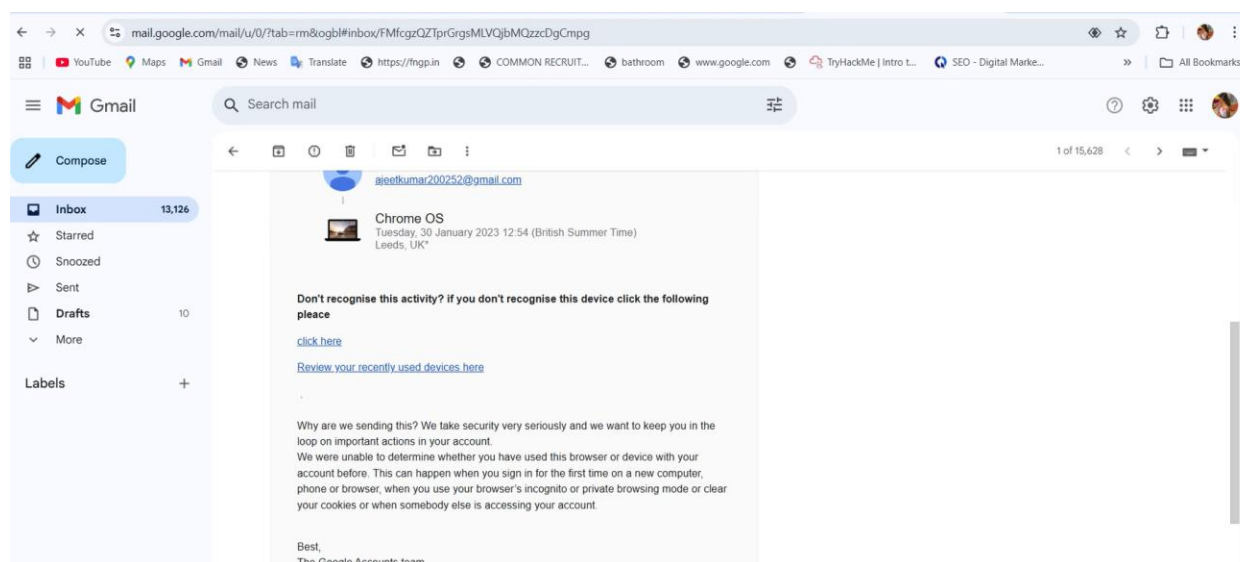 mail.google.com/mail/u/0/?tab=rm&ogbl#inbox/FMfcgzQZTprGrgsMLVQjbMQzzcDgCmpg
YouTube Maps Gmail News Translate https://fngp.in COMMON RECRUIT... bathroom www.google.com TryHackMe | Intro t... SEO - Digital Marke... » All Bookmarks
Gmail
Search mail
Compose
1 of 15,628
ajeetkumar200252@gmail.com
Inbox 13,126
Starred
Snoozed
Sent
Drafts 10
More
Labels +
Chrome OS
Tuesday, 30 January 2023 12:54 (British Summer Time)
Leeds, UK*
Don't recognise this activity? if you don't recognise this device click the following
pleace
click here
Review your recently used devices here
.
Why are we sending this? We take security very seriously and we want to keep you in the
loop on important actions in your account.
We were unable to determine whether you have used this browser or device with your
account before. This can happen when you sign in for the first time on a new computer,
phone or browser, when you use your browser's incognito or private browsing mode or clear
your cookies or when somebody else is accessing your account.
Best,
The Google Accounts team